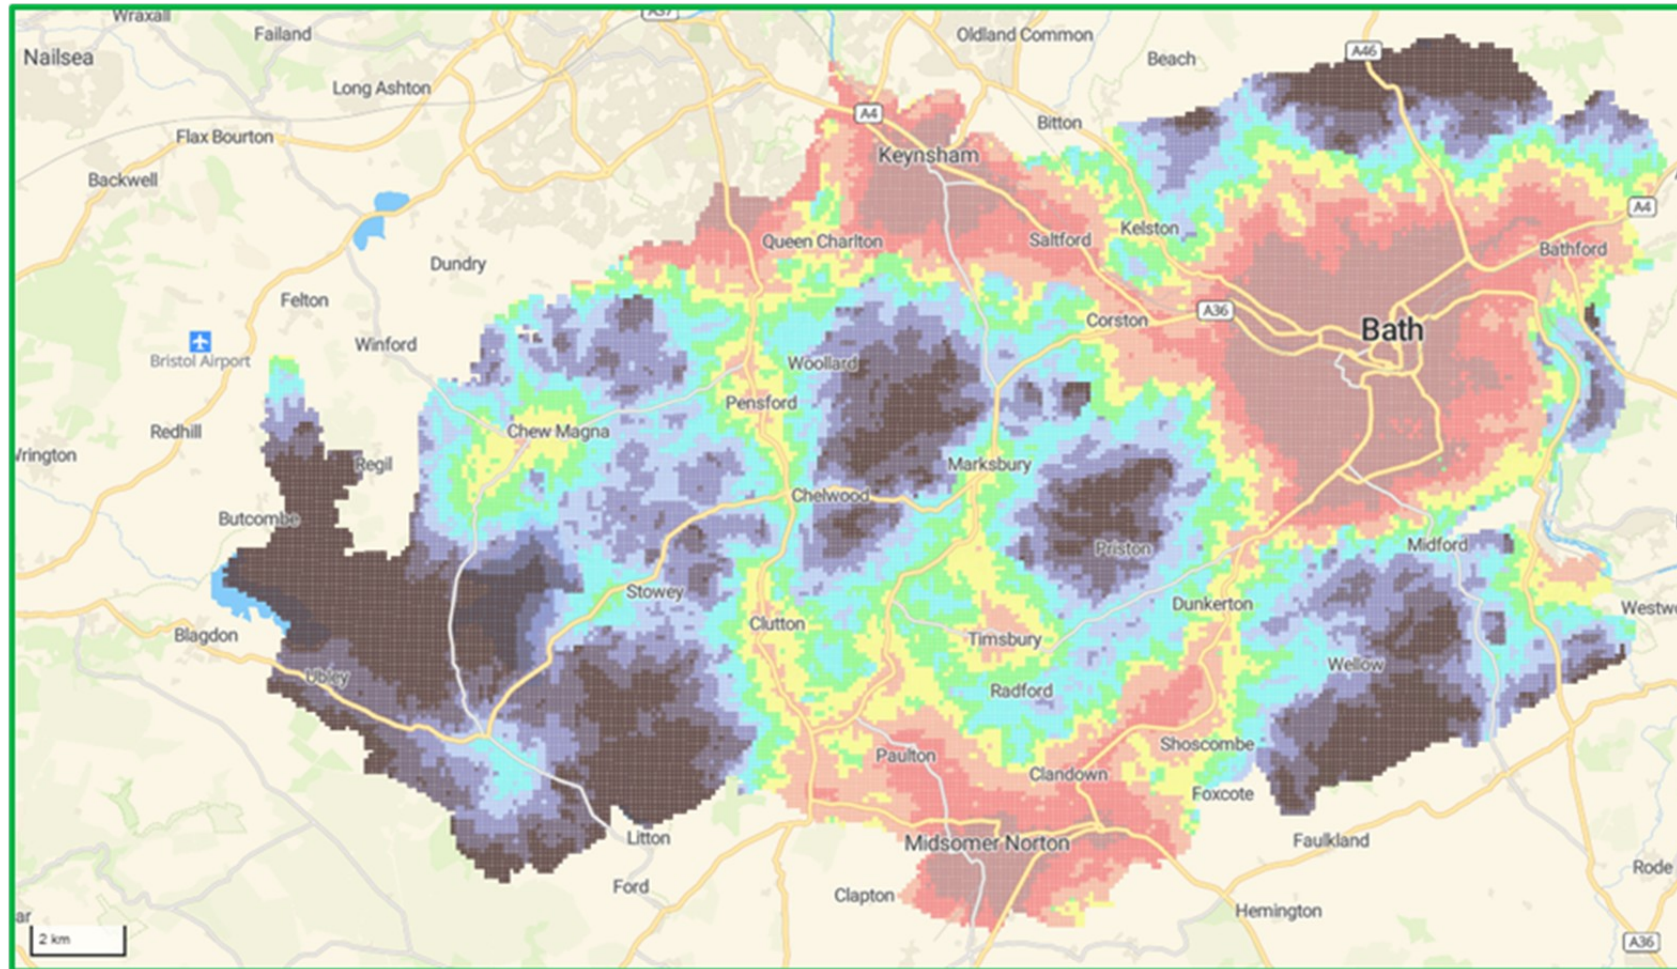 Wraxall
A37
Failand
Oldland Common
Nailsea
A46
Beach
Long Ashton
A4
Bitton
Flax Bourton
Keynsham
Backwell
A4
Kelston
Queen Charlton
Saltford
Bathford
Dundry
Felton
A36
Corston
Bath
Winford
Bristol Airport
Woollard
Pensford
Redhill
Chew Magna
Wrington
Regil
Marksbury
Chelwood
Butcombe
Priston
Midford
Stowey
Dunkerton
Westw
Clutton
Blagdon
Timsbury
Wellow
Ubley
Radford
Shoscombe
Paulton
Clandown
Foxcote
Litton
Midsomer Norton
Faulkland
Rode
Ford
Clapton
Hemington
ar
2 km
A36